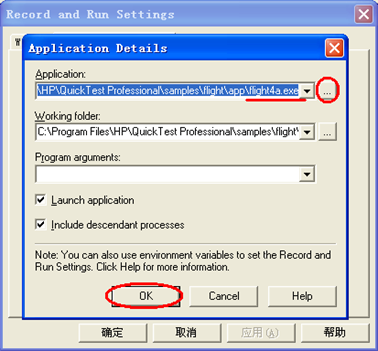 Record and Run Settings
Application Details
Application:
\HP\QuickTest Professional\samples\flight\app\flight4a.exe
...
Working folder:
C:\Program Files\HP\QuickTest Professional\samples\flight\
...
Program arguments:
Launch application
Include descendant processes
Note: You can also use environment variables to set the Record and
Run Settings. Click Help for more information.
OK Cancel Help
确定 取消 应用(A) 帮助